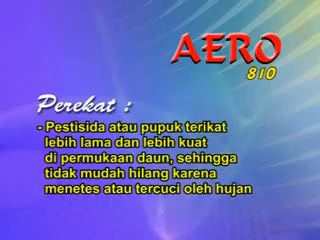 AERO
810
Perekat :
- Pestisida atau pupuk terikat
lebih lama dan lebih kuat
di permukaan daun, sehingga
tidak mudah hilang karena
menetes atau tercuci oleh hujan